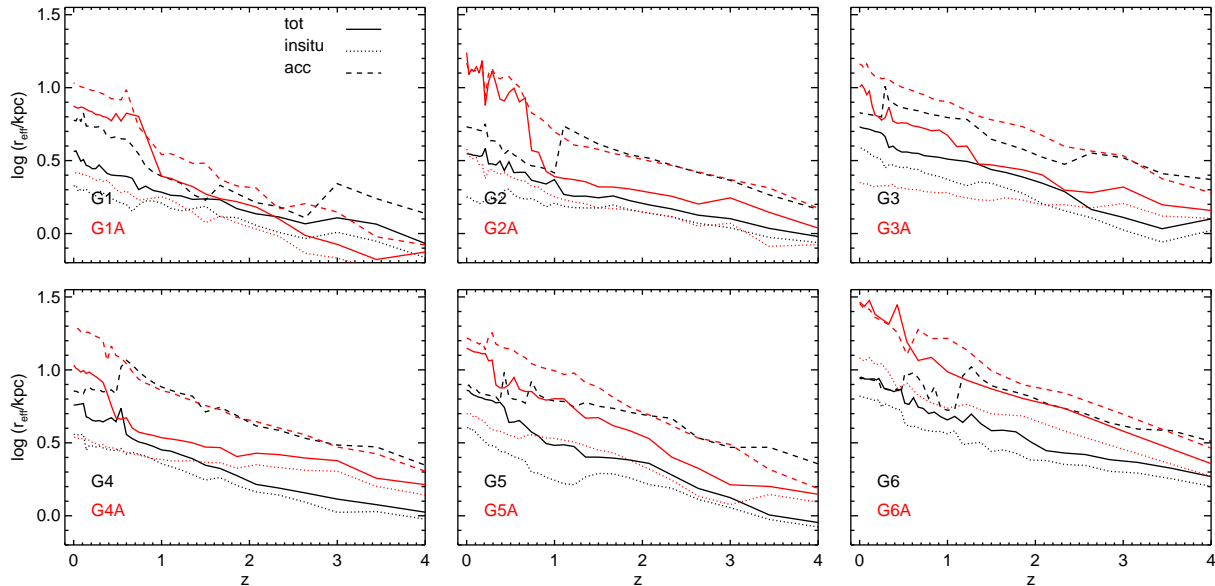 tot
insitu
acc
log (r_eff/kpc)
1.5
1.0
0.5
0.0
G1
G1A
G2
G2A
G3
G3A
log (r_eff/kpc)
1.5
1.0
0.5
0.0
G4
G4A
G5
G5A
G6
G6A
0 1 2 3 4
0 1 2 3 4
0 1 2 3 4
z
z
z